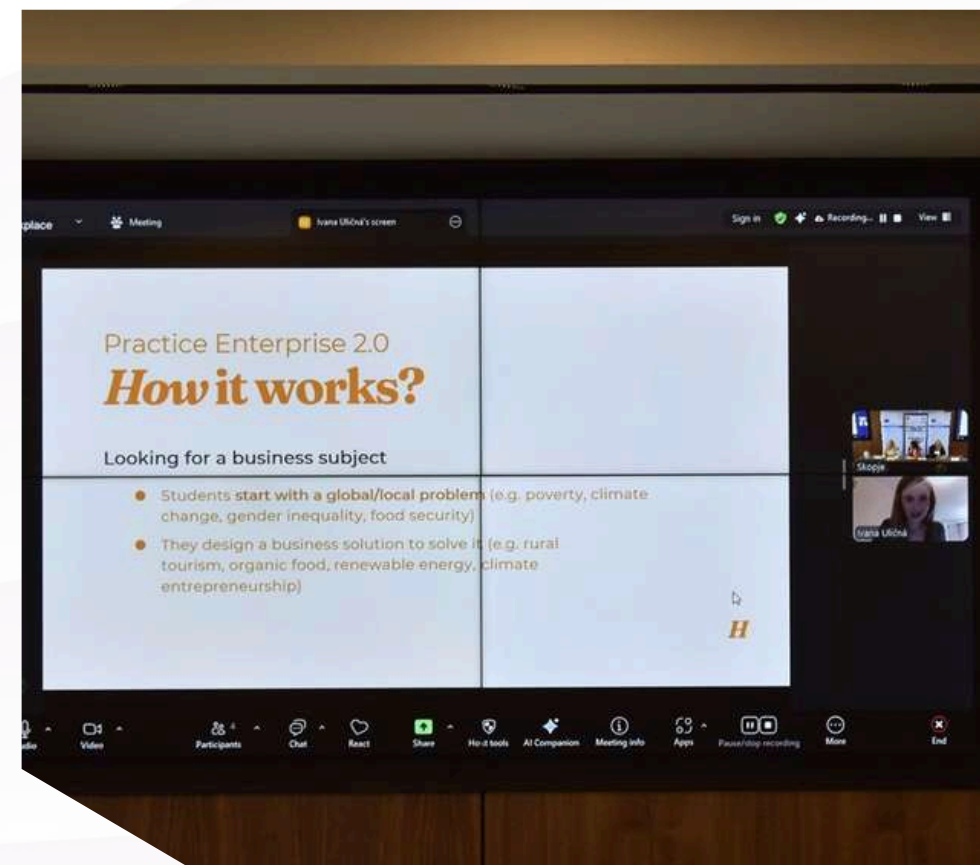 place
Meeting
Ivana Uličná's screen
Sign in
Recording...
View
Practice Enterprise 2.0
How it works?
Looking for a business subject
Students start with a global/local problem (e.g. poverty, climate
change, gender inequality, food security)
They design a business solution to solve it (e.g. rural
tourism, organic food, renewable energy, climate
entrepreneurship)
H
Skopje
Ivana Uličná
dio
Video
Participants
4
Chat
React
Share
Host tools
AI Companion
Meeting info
Apps
Pause/stop recording
More
End